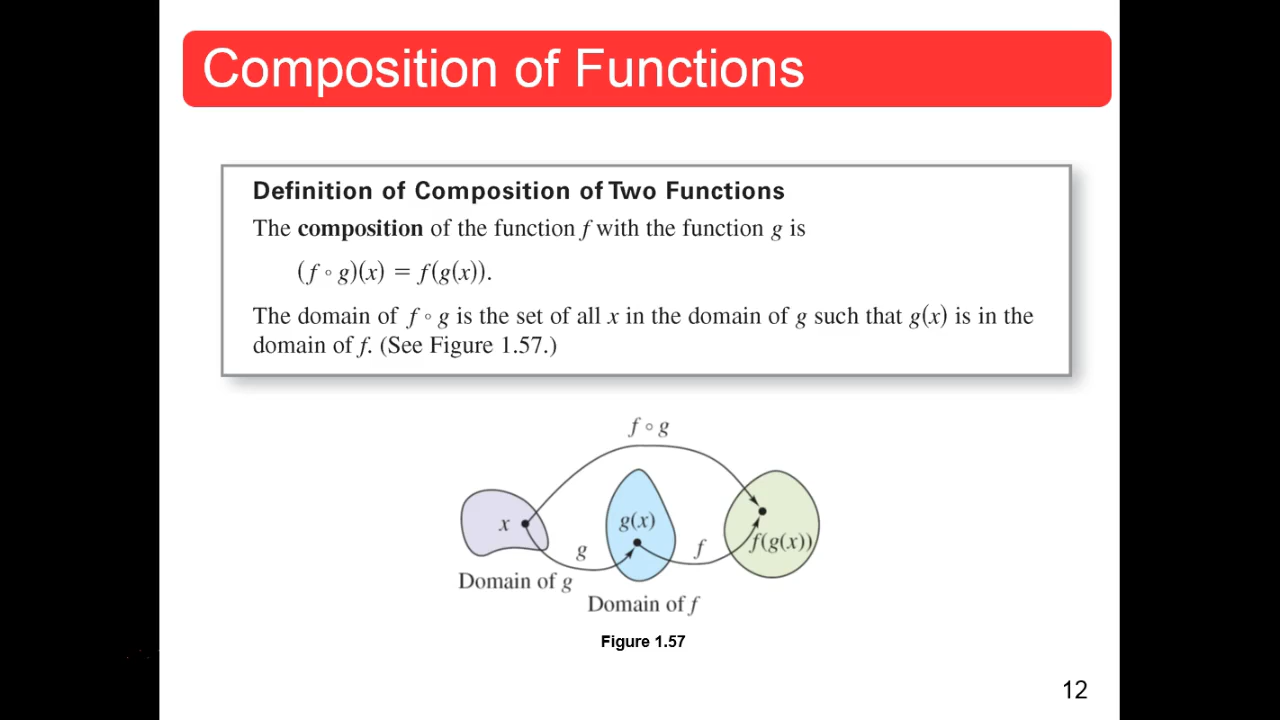 Composition of Functions
Definition of Composition of Two Functions
The composition of the function f with the function g is
(f ∘ g)(x) = f(g(x)).
The domain of f ∘ g is the set of all x in the domain of g such that g(x) is in the
domain of f. (See Figure 1.57.)
f ∘ g
x
g(x)
g
f
f(g(x))
Domain of g
Domain of f
Figure 1.57
12